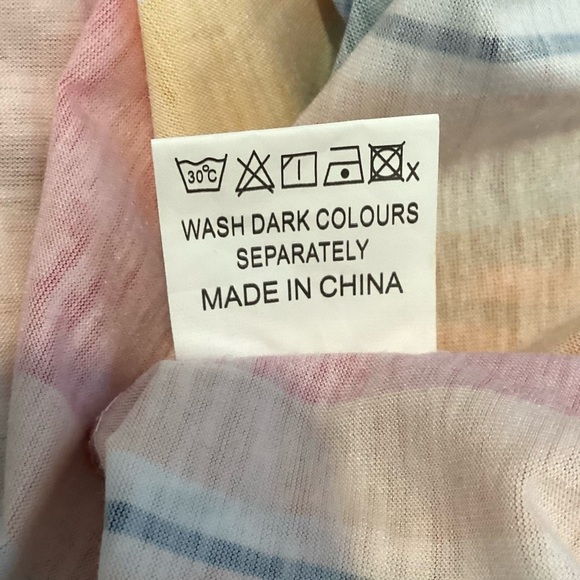 30°C
x
WASH DARK COLOURS
SEPARATELY
MADE IN CHINA